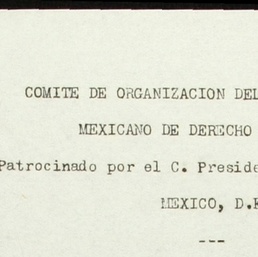 COMITE DE ORGANIZACION DEL
MEXICANO DE DERECHO
Patrocinado por el C. Preside
MEXICO, D.F
---